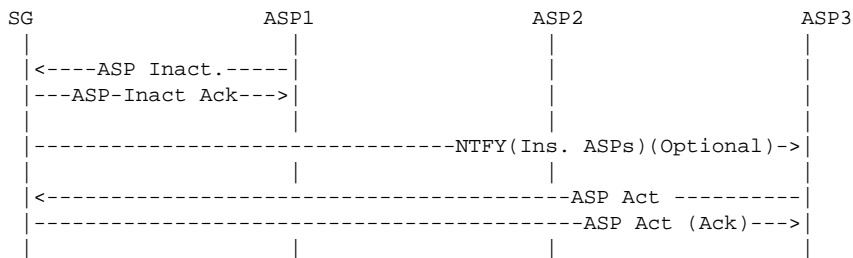 SG ASP1 ASP2 ASP3
<----ASP Inact.-----
---ASP-Inact Ack--->
---------------------------------NTFY(Ins. ASPs)(Optional)->
<------------------------------------------ASP Act ----------
-------------------------------------------ASP Act (Ack)--->